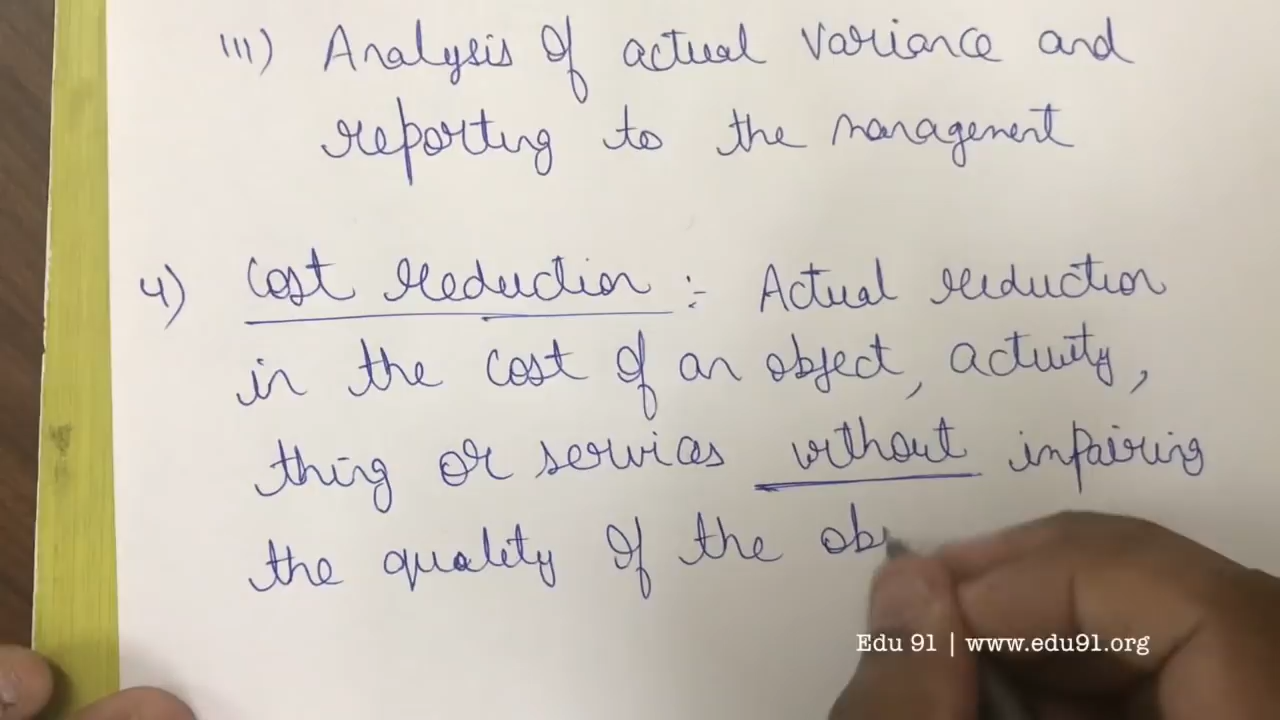 III) Analysis of actual variance and
reporting to the management
4) Cost reduction :- Actual reduction
in the cost of an object, activity,
thing or services without impairing
the quality of the ob
Edu 91 | www.edu91.org